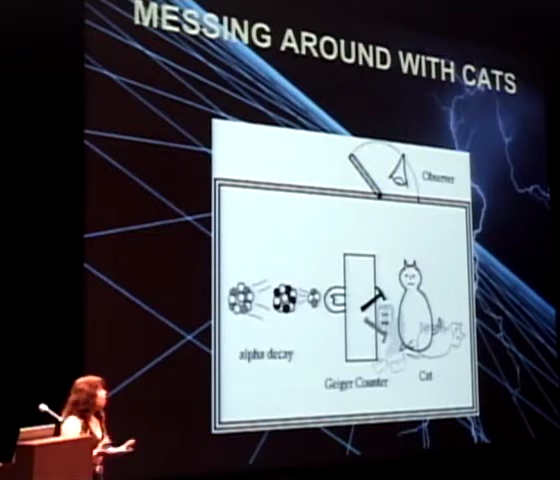 MESSING AROUND WITH CATS
Observer
alpha decay
Geiger Counter
Cat